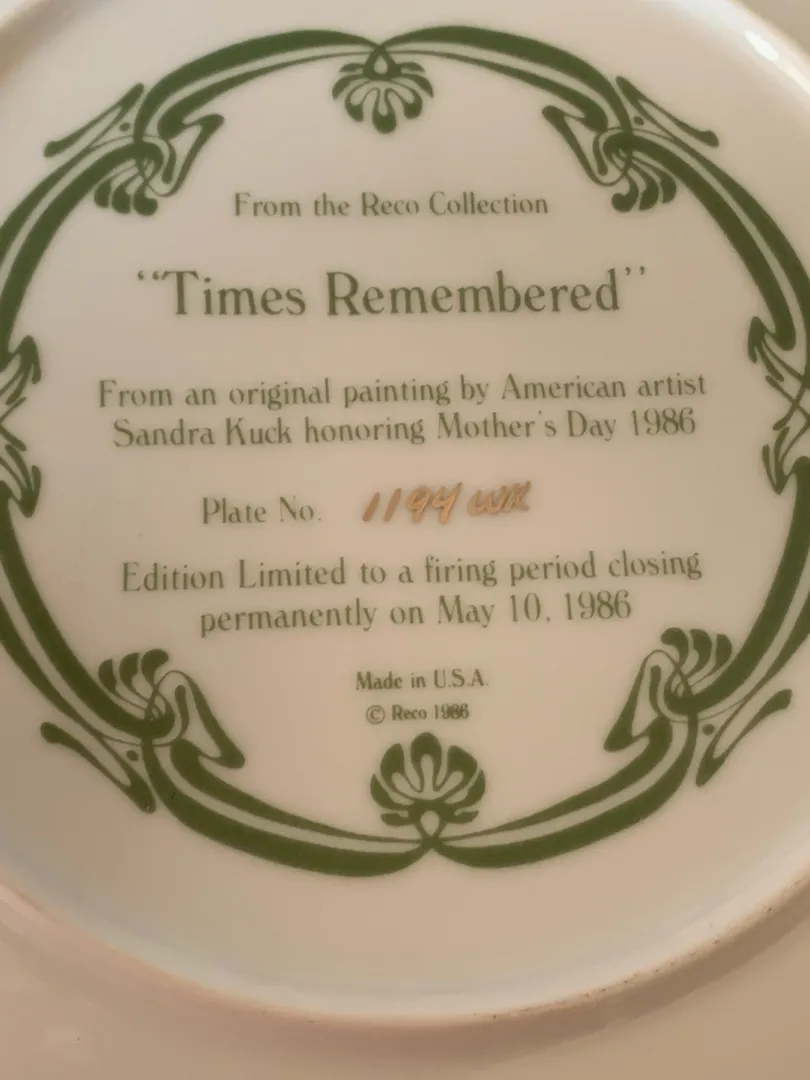 From the Reco Collection
“Times Remembered”
From an original painting by American artist
Sandra Kuck honoring Mother's Day 1986
Plate No. 1194 WK
Edition Limited to a firing period closing
permanently on May 10, 1986
Made in U.S.A.
© Reco 1986